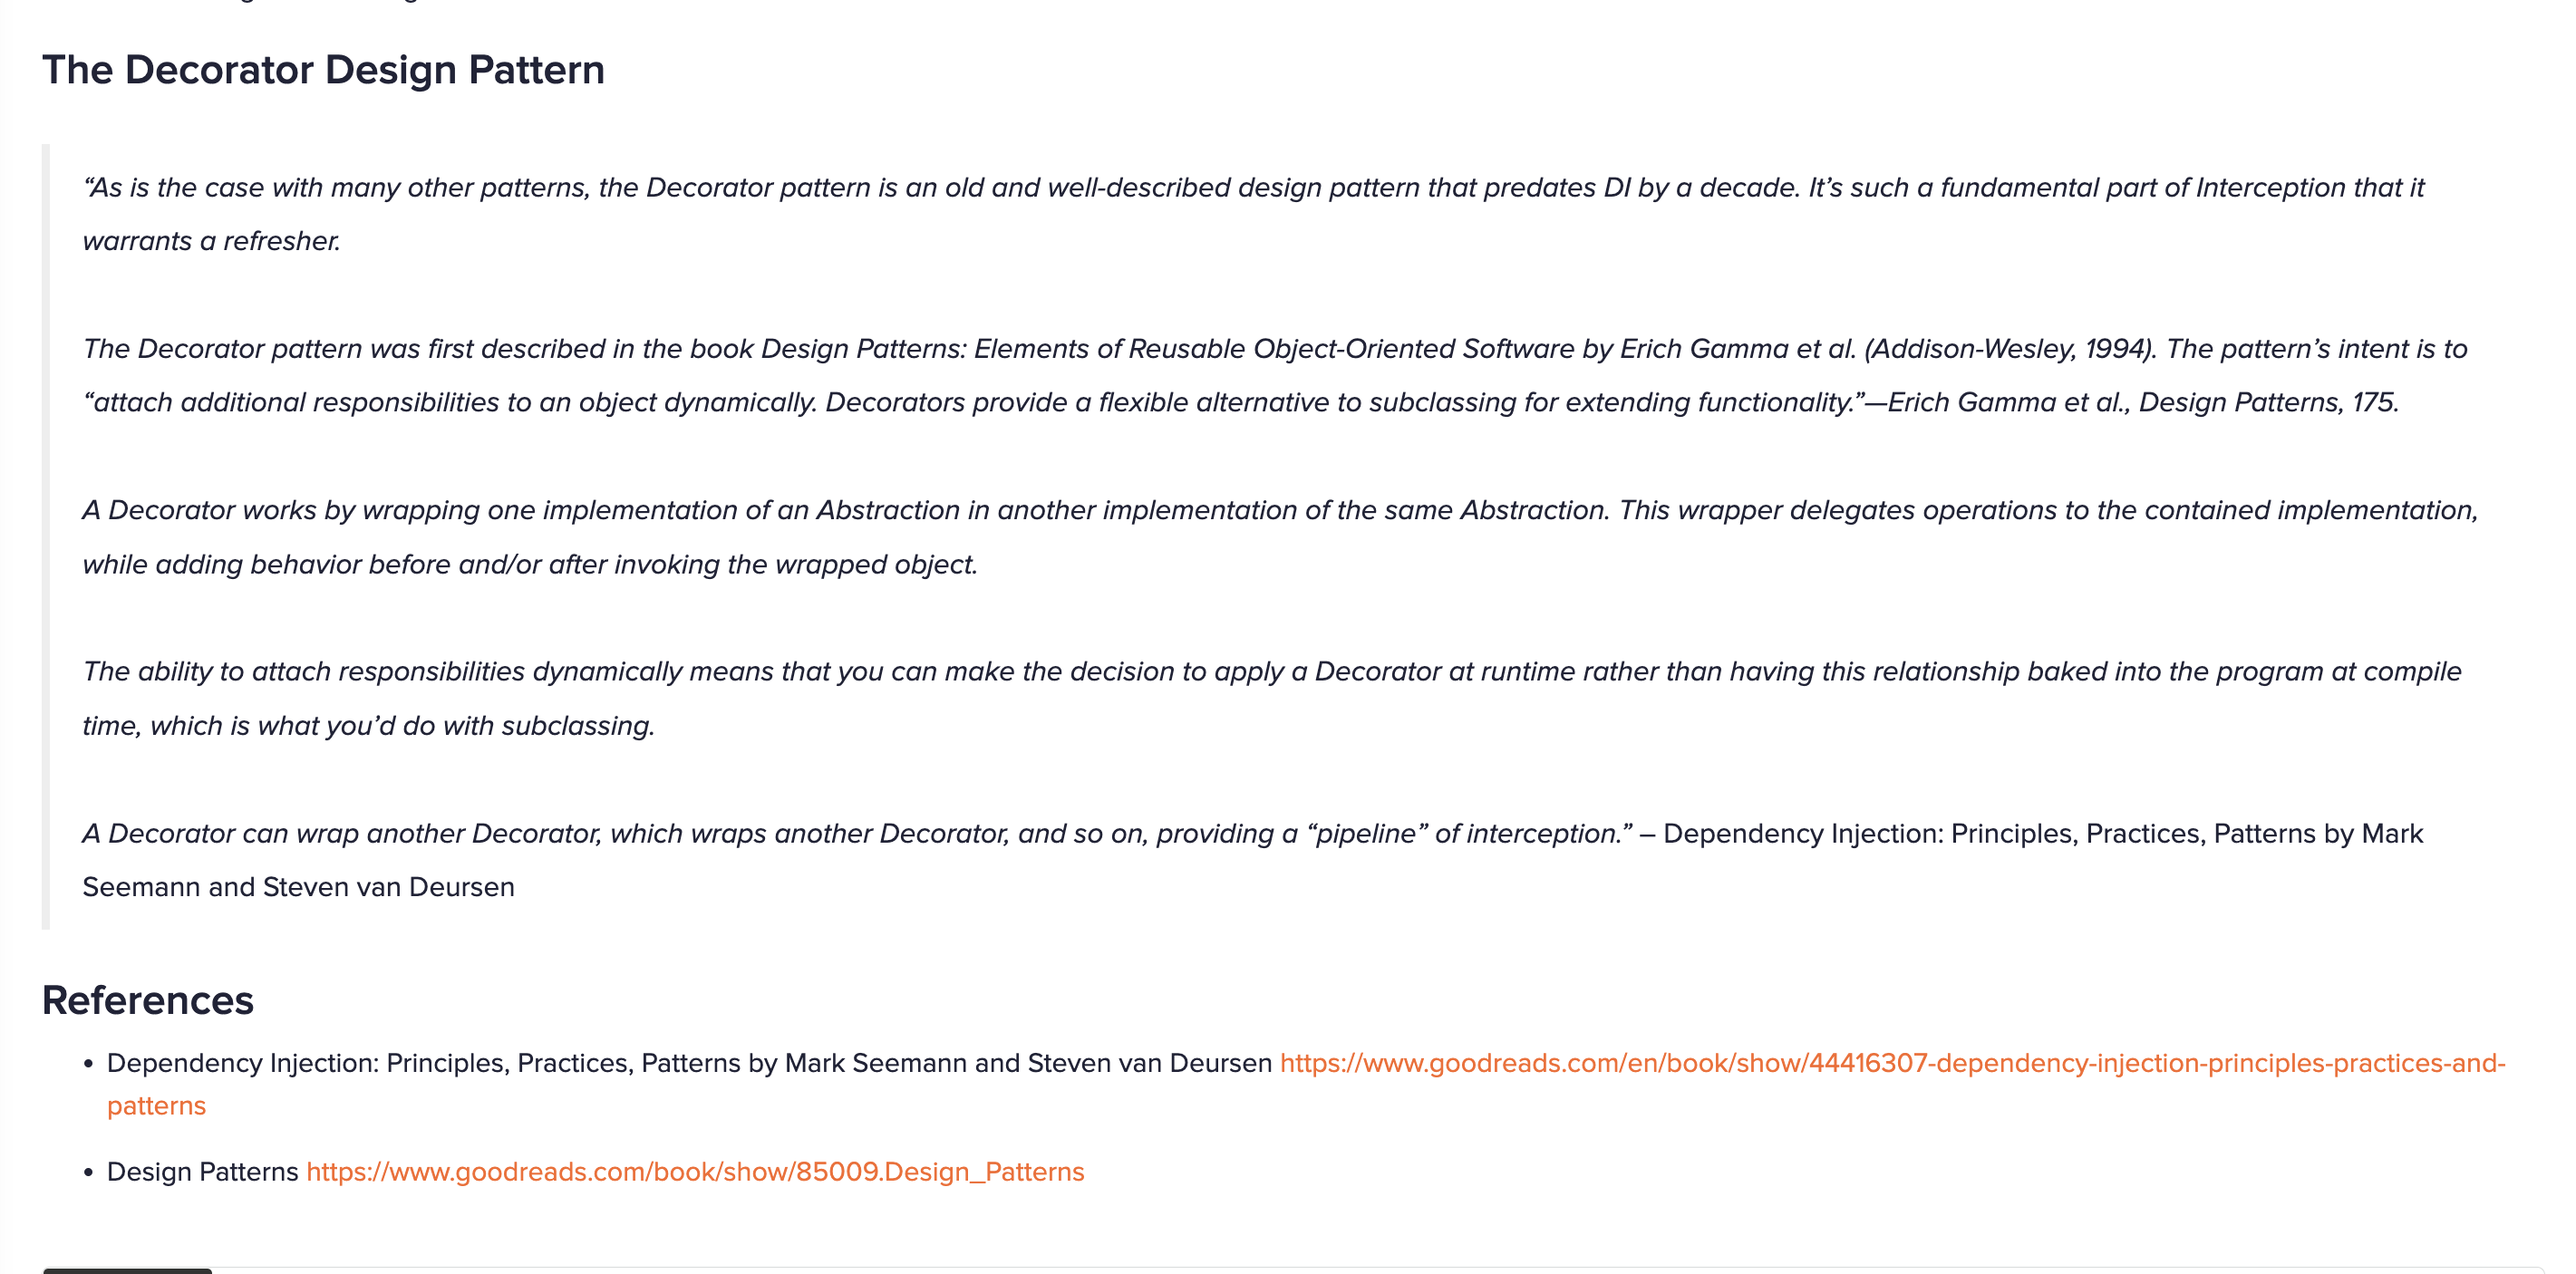 The Decorator Design Pattern
“As is the case with many other patterns, the Decorator pattern is an old and well-described design pattern that predates DI by a decade. It’s such a fundamental part of Interception that it
warrants a refresher.
The Decorator pattern was first described in the book Design Patterns: Elements of Reusable Object-Oriented Software by Erich Gamma et al. (Addison-Wesley, 1994). The pattern’s intent is to
“attach additional responsibilities to an object dynamically. Decorators provide a flexible alternative to subclassing for extending functionality.”—Erich Gamma et al., Design Patterns, 175.
A Decorator works by wrapping one implementation of an Abstraction in another implementation of the same Abstraction. This wrapper delegates operations to the contained implementation,
while adding behavior before and/or after invoking the wrapped object.
The ability to attach responsibilities dynamically means that you can make the decision to apply a Decorator at runtime rather than having this relationship baked into the program at compile
time, which is what you’d do with subclassing.
A Decorator can wrap another Decorator, which wraps another Decorator, and so on, providing a “pipeline” of interception.” – Dependency Injection: Principles, Practices, Patterns by Mark
Seemann and Steven van Deursen
References
• Dependency Injection: Principles, Practices, Patterns by Mark Seemann and Steven van Deursen https://www.goodreads.com/en/book/show/44416307-dependency-injection-principles-practices-and-
patterns
• Design Patterns https://www.goodreads.com/book/show/85009.Design_Patterns